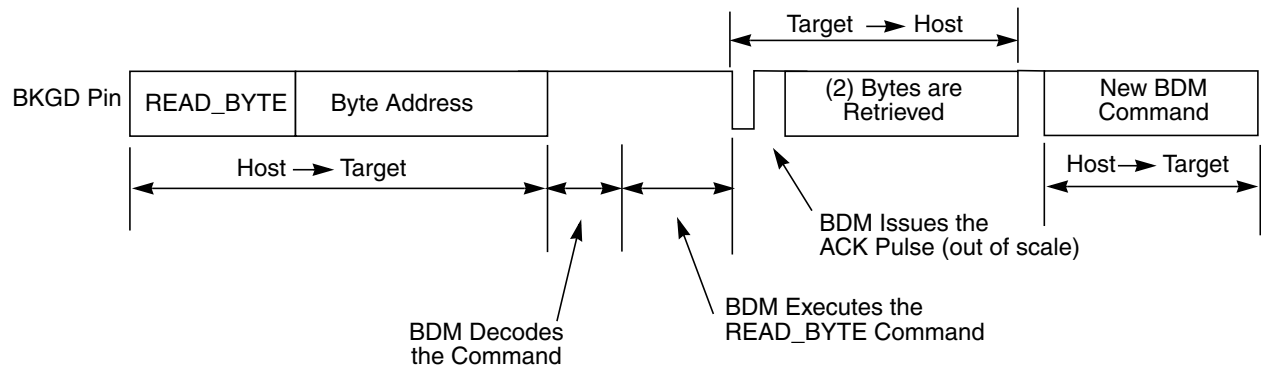 Target → Host
BKGD Pin
READ_BYTE
Byte Address
(2) Bytes are
Retrieved
New BDM
Command
Host → Target
Host → Target
BDM Issues the
ACK Pulse (out of scale)
BDM Executes the
READ_BYTE Command
BDM Decodes
the Command